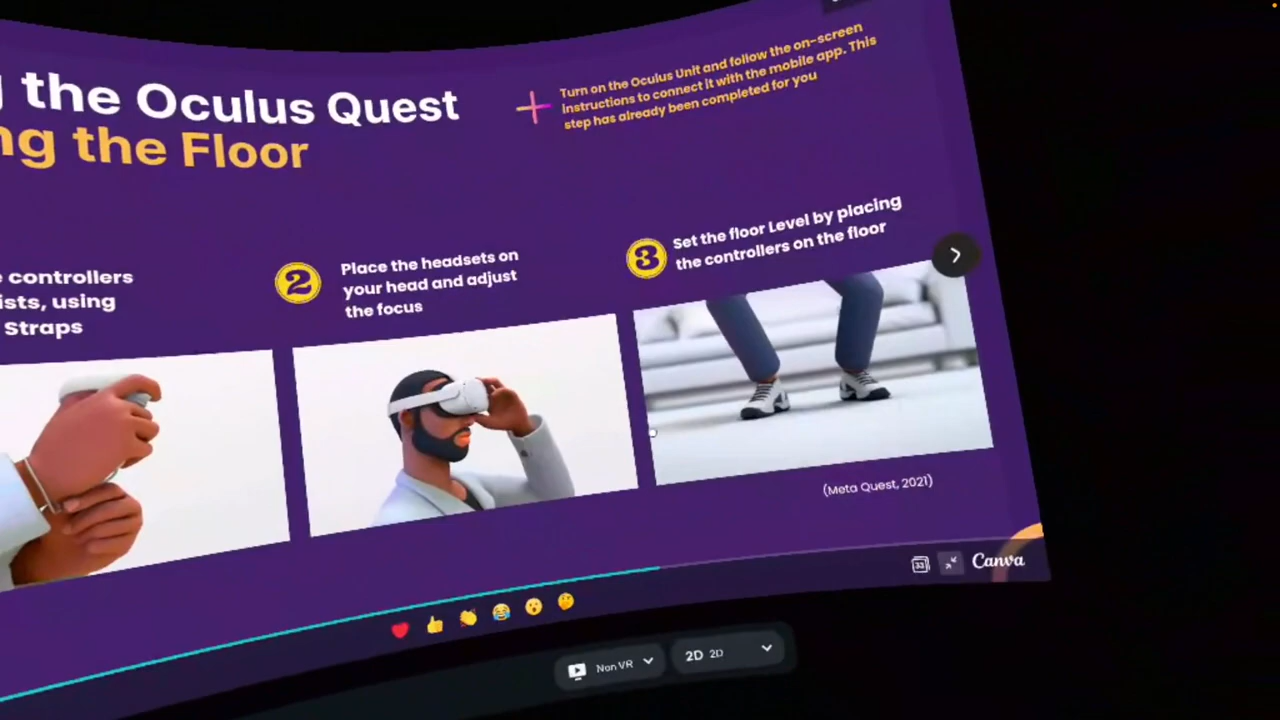 the Oculus Quest
ng the Floor
Turn on the Oculus Unit and follow the on-screen
instructions to connect it with the mobile app. This
step has already been completed for you
controllers
ists, using
Straps
2
Place the headsets on
your head and adjust
the focus
3
Set the floor Level by placing
the controllers on the floor
(Meta Quest, 2021)
33
Canva
Non VR
2D 2D